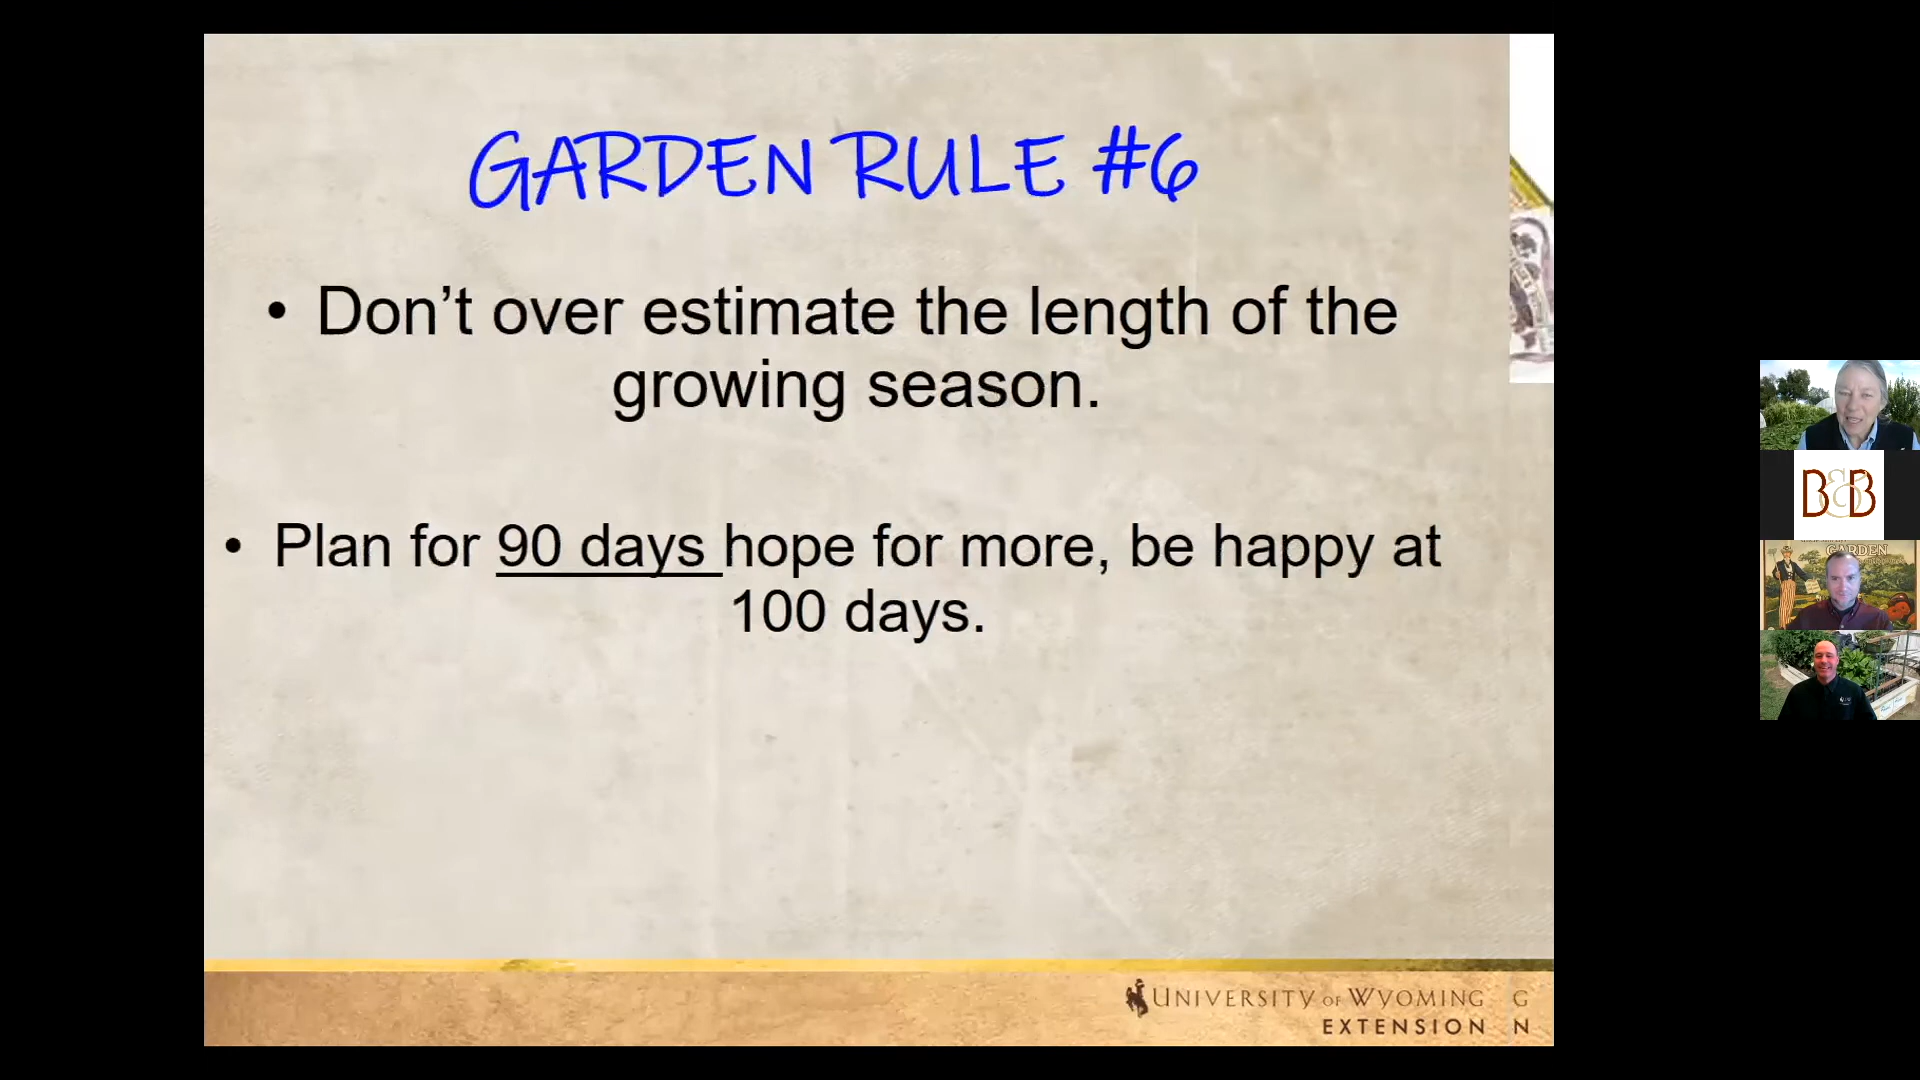 GARDEN RULE #6
• Don’t over estimate the length of the
growing season.
• Plan for 90 days hope for more, be happy at
100 days.
UNIVERSITY OF WYOMING G
EXTENSION N
B&B
GARDEN